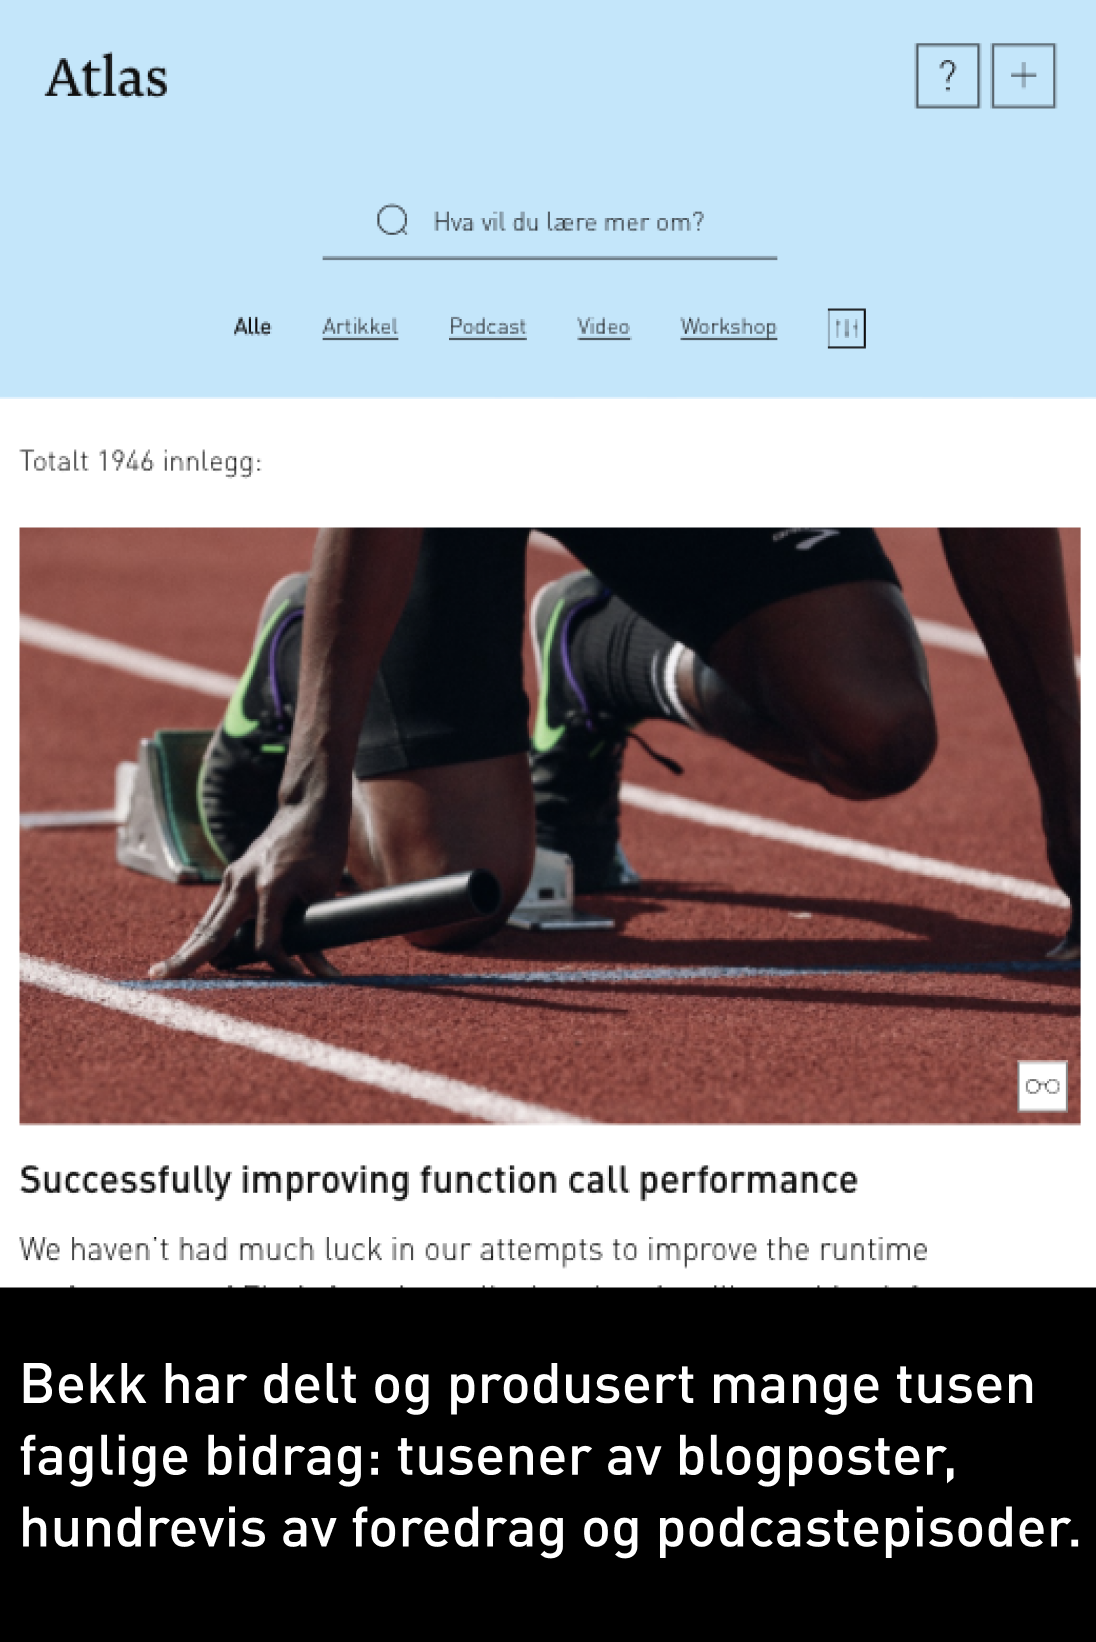 Atlas
?
+
Hva vil du lære mer om?
Alle
Artikkel
Podcast
Video
Workshop
Totalt 1946 innlegg:
Successfully improving function call performance
We haven't had much luck in our attempts to improve the runtime
Bekk har delt og produsert mange tusen
faglige bidrag: tusener av blogposter,
hundrevis av foredrag og podcastepisoder.